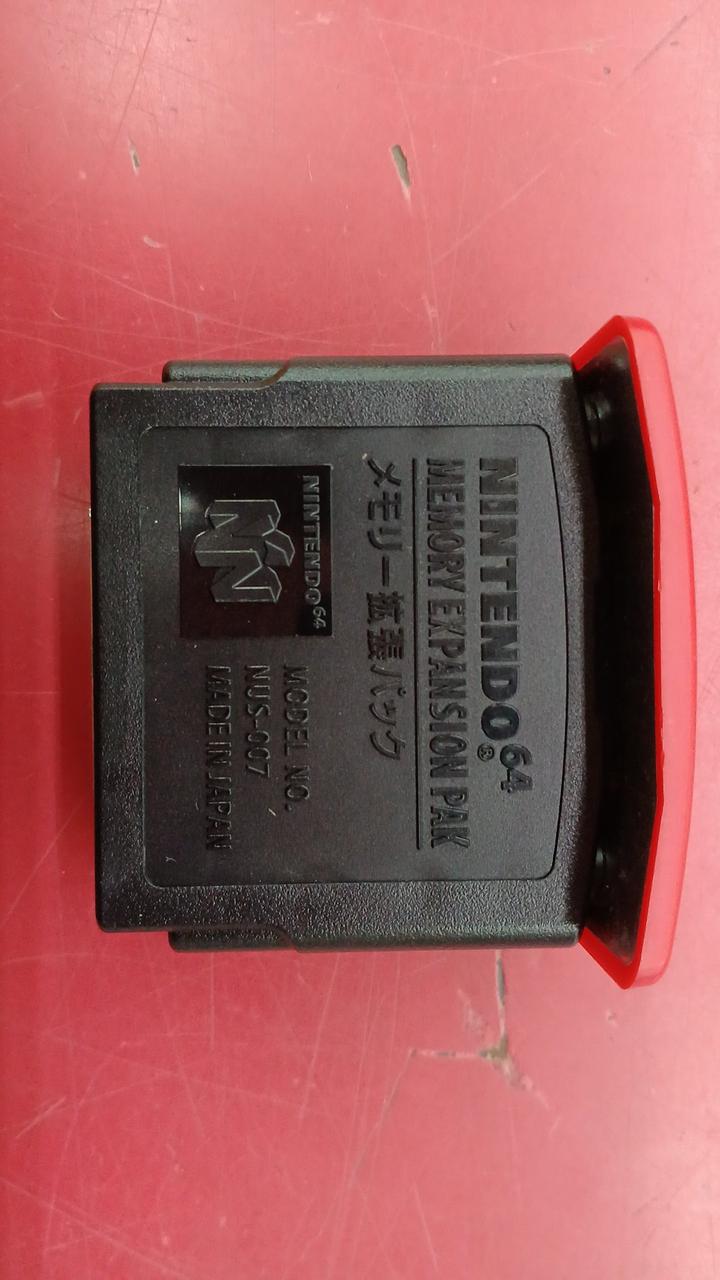 NINTENDO64®
MEMORY EXPANSION PAK
メモリー拡張パック
NINTENDO64
MODEL NO.
NUS-007
MADE IN JAPAN